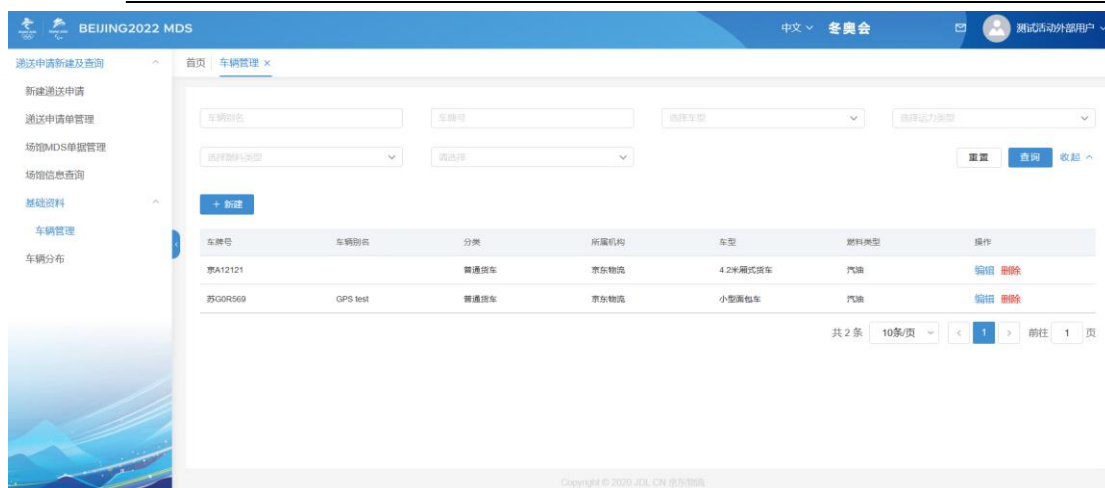 BEIJING2022 MDS
中文 冬奥会 测试活动外部用户
递送申请新建及查询
首页 车辆管理 ×
新建递送申请
递送申请单管理
场馆MDS单据管理
场馆信息查询
基础资料
车辆管理
车辆分布
车辆别名 车牌号 选择车型 选择运力类型
选择燃料类型 请选择 重置 查询 收起
+ 新建
车牌号 车辆别名 分类 所属机构 车型 燃料类型 操作
京A12121 普通货车 京东物流 4.2米厢式货车 汽油 编辑 删除
苏G0R569 GPS test 普通货车 京东物流 小型面包车 汽油 编辑 删除
共 2 条 10条/页 < 1 > 前往 1 页
Copyright © 2020 JDL.CN 京东物流